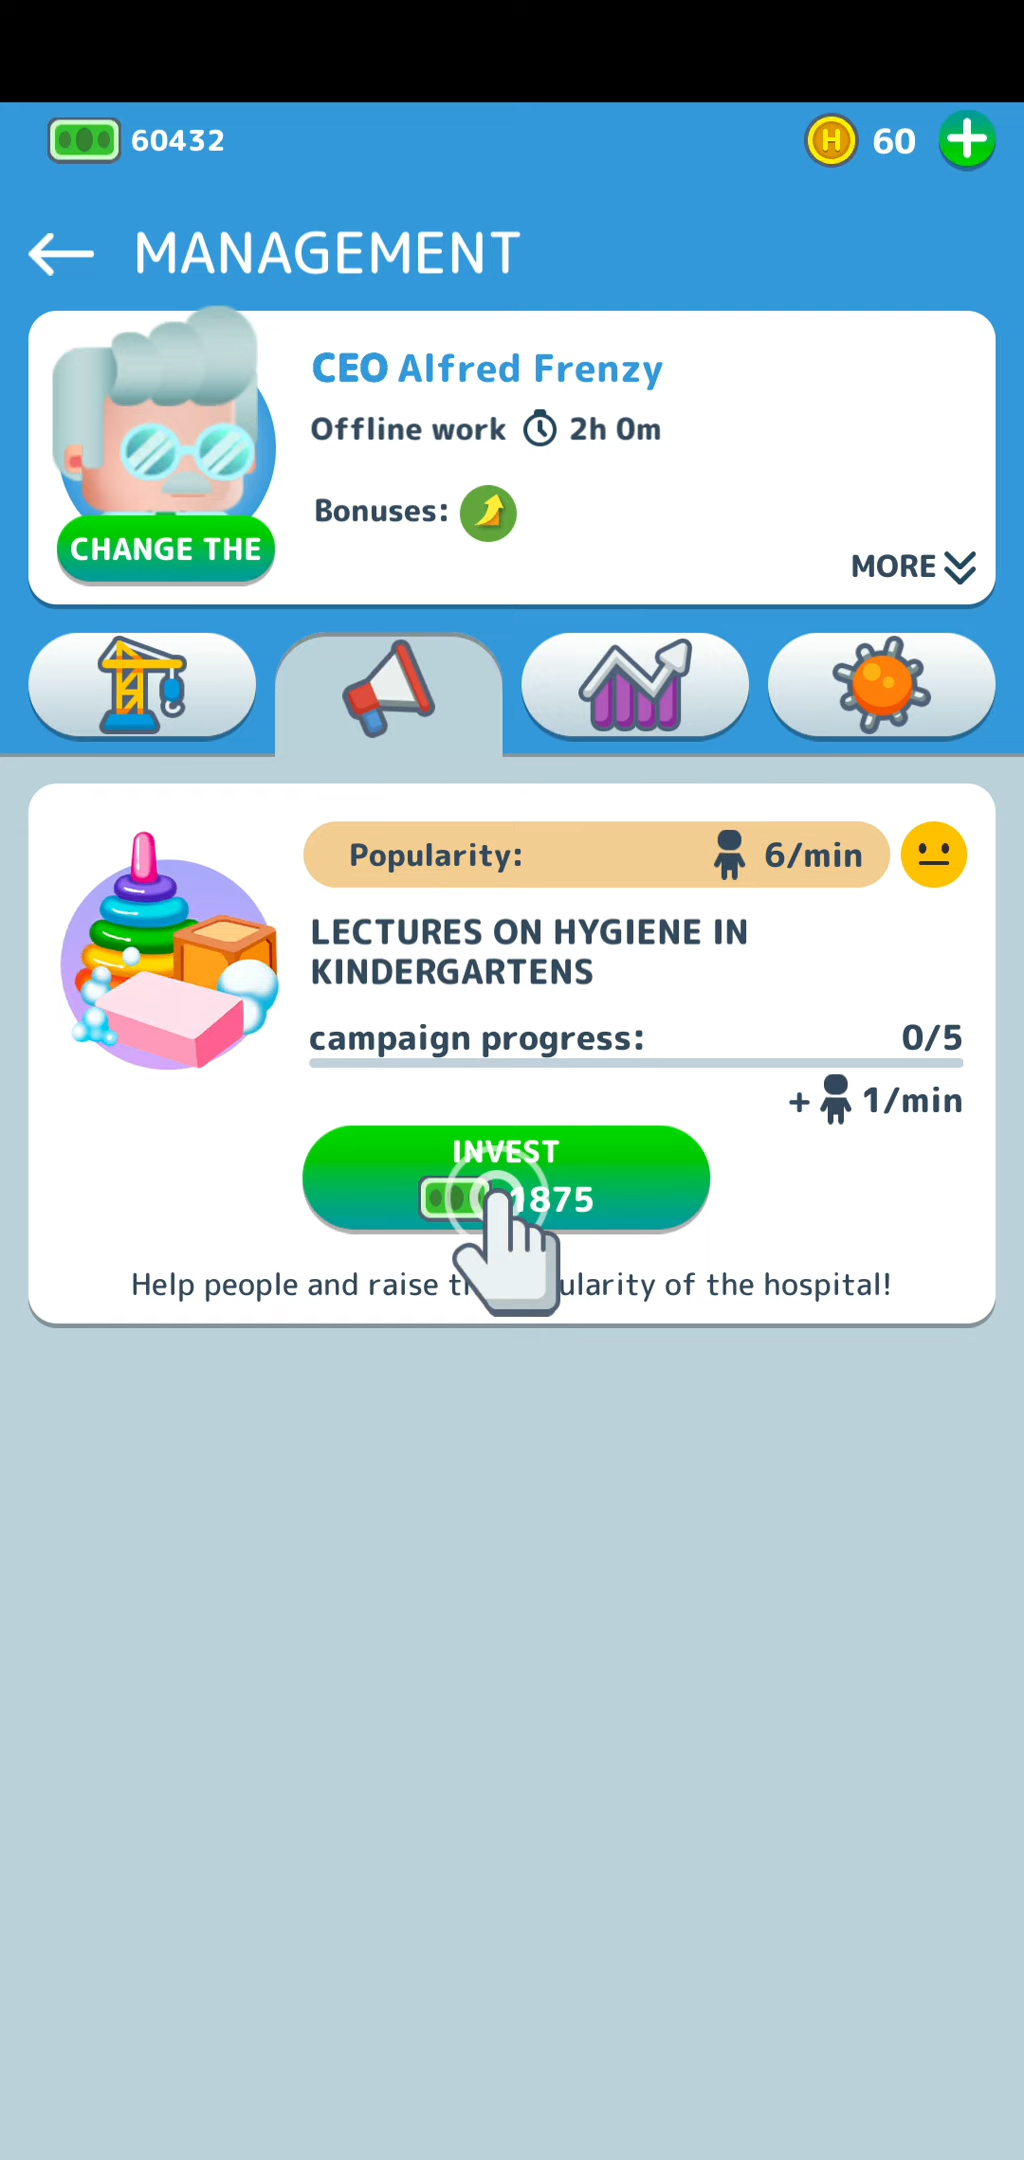 60432
H 60
MANAGEMENT
CEO Alfred Frenzy
Offline work 2h 0m
Bonuses:
CHANGE THE
MORE
Popularity: 6/min
LECTURES ON HYGIENE IN
KINDERGARTENS
campaign progress: 0/5
+ 1/min
INVEST
1875
Help people and raise ularity of the hospital!